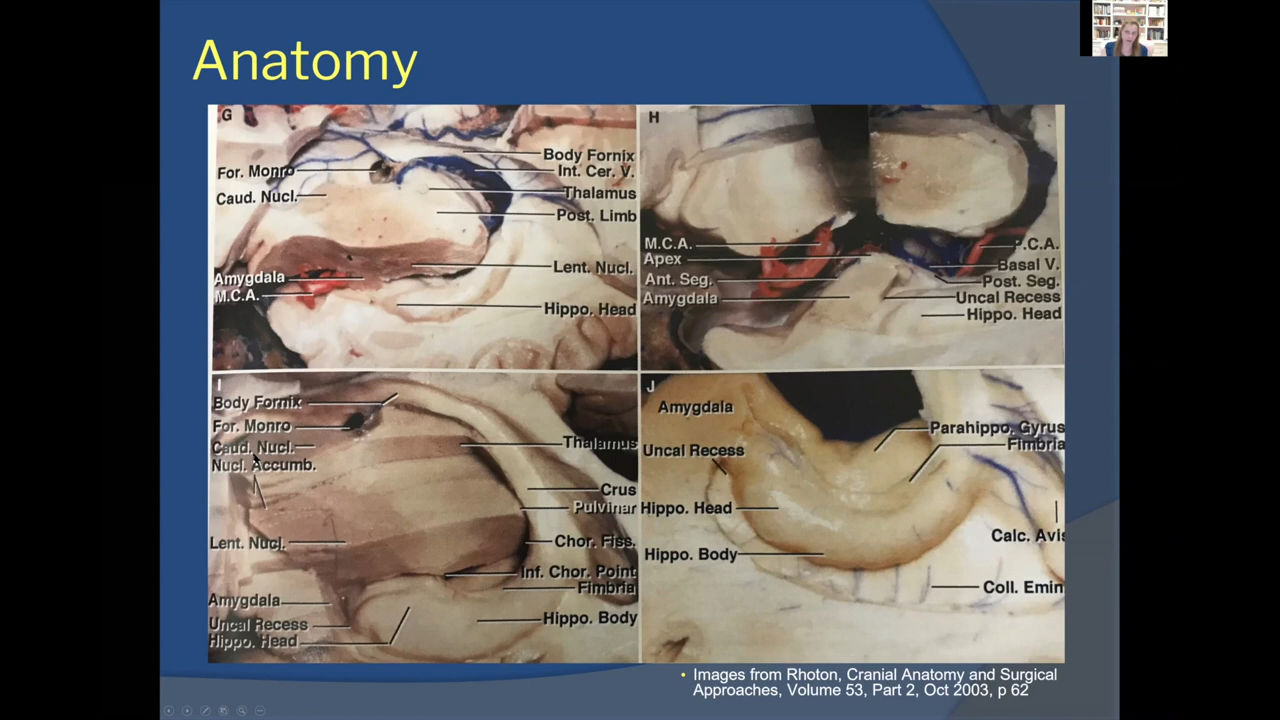 Anatomy
G
For. Monro
Caud. Nucl.
Amygdala
M.C.A.
Body Fornix
Int. Cer. V.
Thalamus
Post. Limb
Lent. Nucl.
Hippo. Head
H
M.C.A.
Apex
Ant. Seg.
Amygdala
.C.A.
Basal V.
Post. Seg.
Uncal Recess
Hippo. Head
I
Body Fornix
For. Monro
Caud. Nucl.
Nucl. Accumb.
Lent. Nucl.
Amygdala
Uncal Recess
Hippo. Head
Thalamus
Crus
Pulvinar
Chor. Fiss.
Inf. Chor. Point
Fimbria
Hippo. Body
J
Amygdala
Uncal Recess
Hippo. Head
Hippo. Body
Parahippo. Gyrus
Fimbria
Calc. Avis
Coll. Emin
• Images from Rhoton, Cranial Anatomy and Surgical
Approaches, Volume 53, Part 2, Oct 2003, p 62